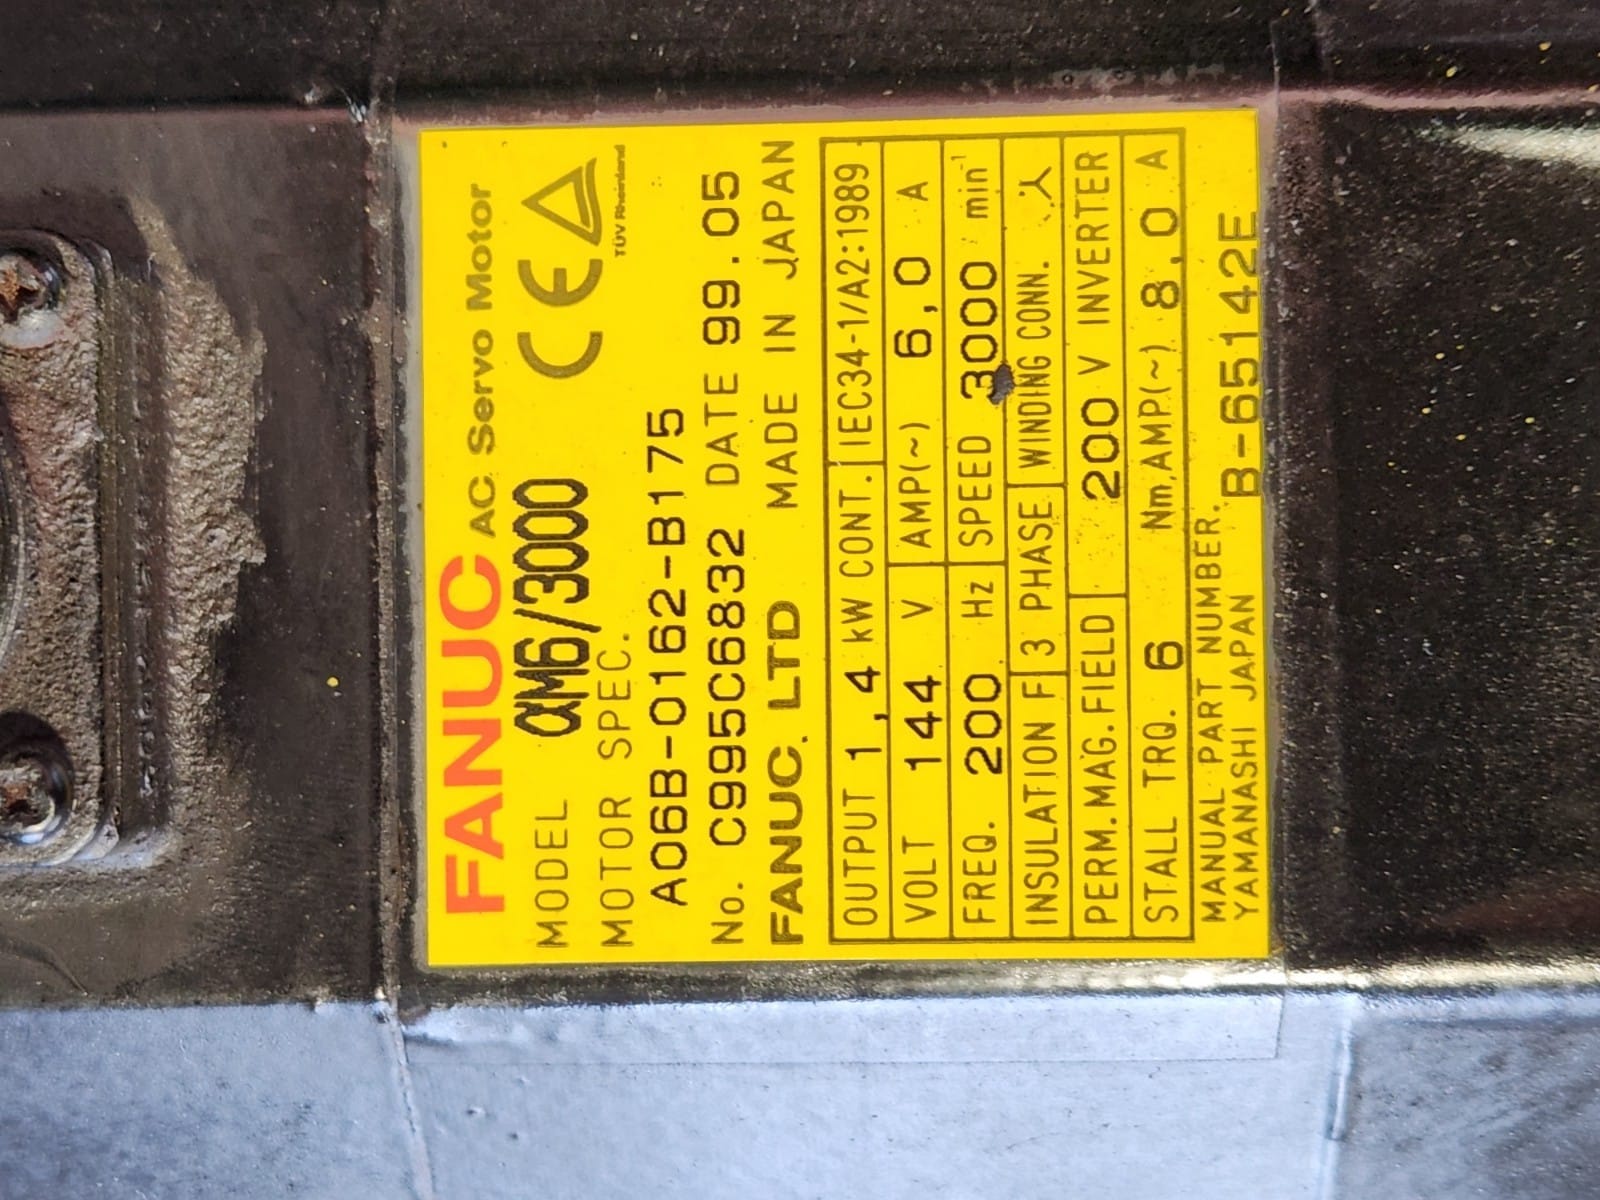 FANUC AC Servo Motor
MODEL αM6/3000 CE TÜV Rheinland
MOTOR SPEC.
A06B-0162-B175
No. C995C6832 DATE 99.05
FANUC LTD MADE IN JAPAN
OUTPUT 1,4 kW CONT. IEC34-1/A2:1989
VOLT 144 V AMP(~) 6,0 A
FREQ. 200 Hz SPEED 3000 min⁻¹
INSULATION F 3 PHASE WINDING CONN. 人
PERM.MAG.FIELD 200 V INVERTER
STALL TRQ. 6 Nm,AMP(~) 8,0 A
MANUAL PART NUMBER. B-65142E
YAMANASHI JAPAN